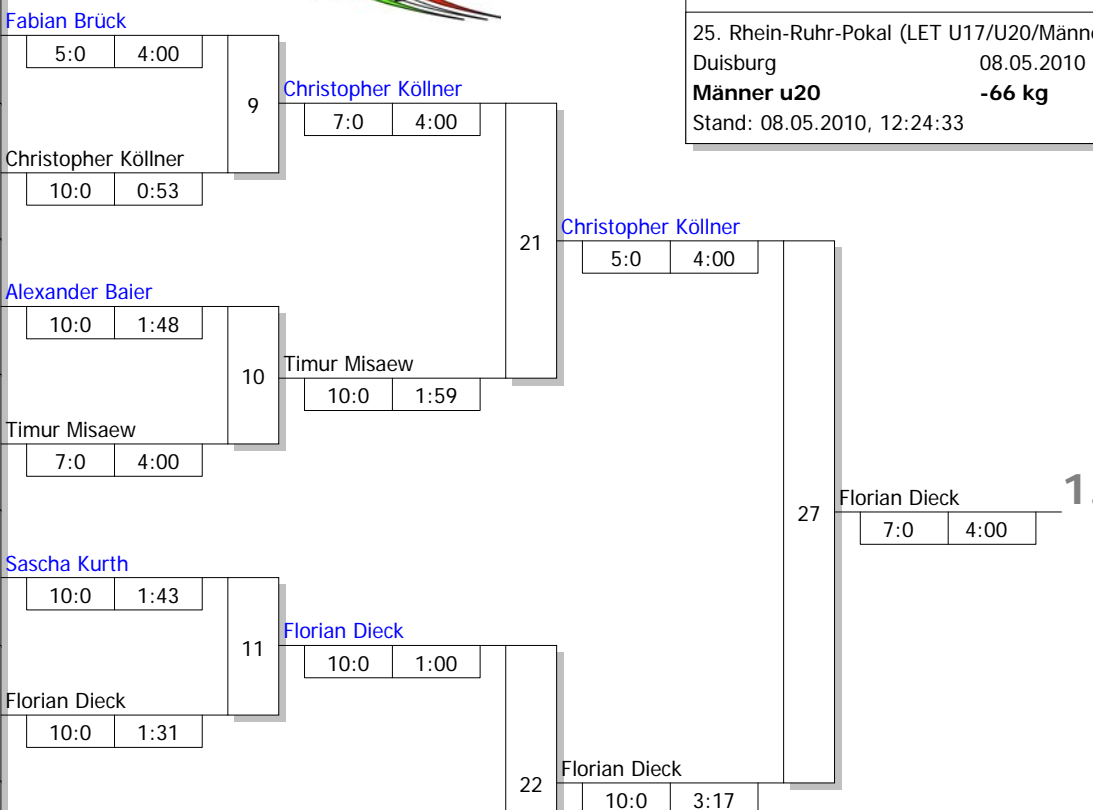 25. Rhein-Ruhr-Pokal (LET U17/U20/Männe
Duisburg 08.05.2010
Männer u20 -66 kg
Stand: 08.05.2010, 12:24:33
Fabian Brück
5:0 4:00
9
Christopher Köllner
7:0 4:00
Christopher Köllner
10:0 0:53
21
Christopher Köllner
5:0 4:00
Alexander Baier
10:0 1:48
10
Timur Misaew
10:0 1:59
Timur Misaew
7:0 4:00
27
Florian Dieck
7:0 4:00
1.
Sascha Kurth
10:0 1:43
11
Florian Dieck
10:0 1:00
Florian Dieck
10:0 1:31
22
Florian Dieck
10:0 3:17